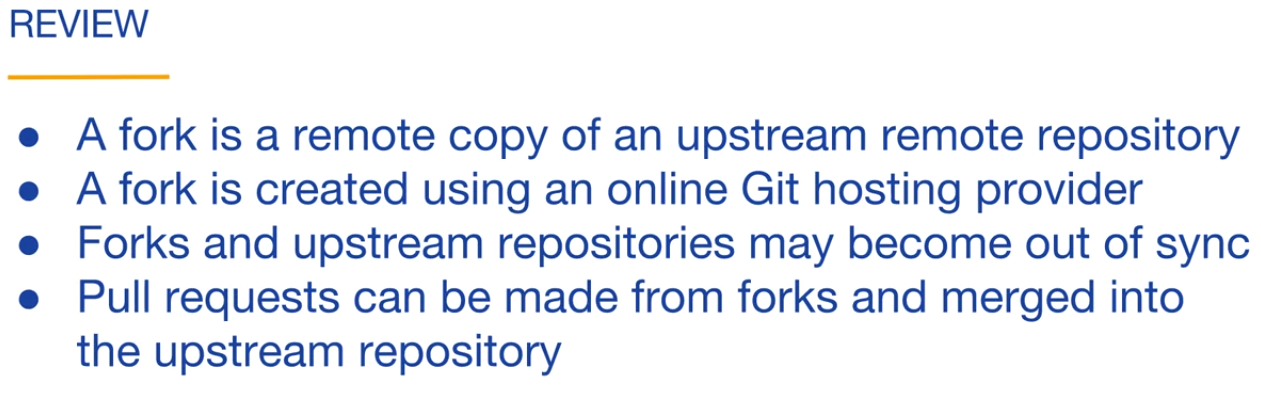 REVIEW
● A fork is a remote copy of an upstream remote repository
● A fork is created using an online Git hosting provider
● Forks and upstream repositories may become out of sync
● Pull requests can be made from forks and merged into
the upstream repository